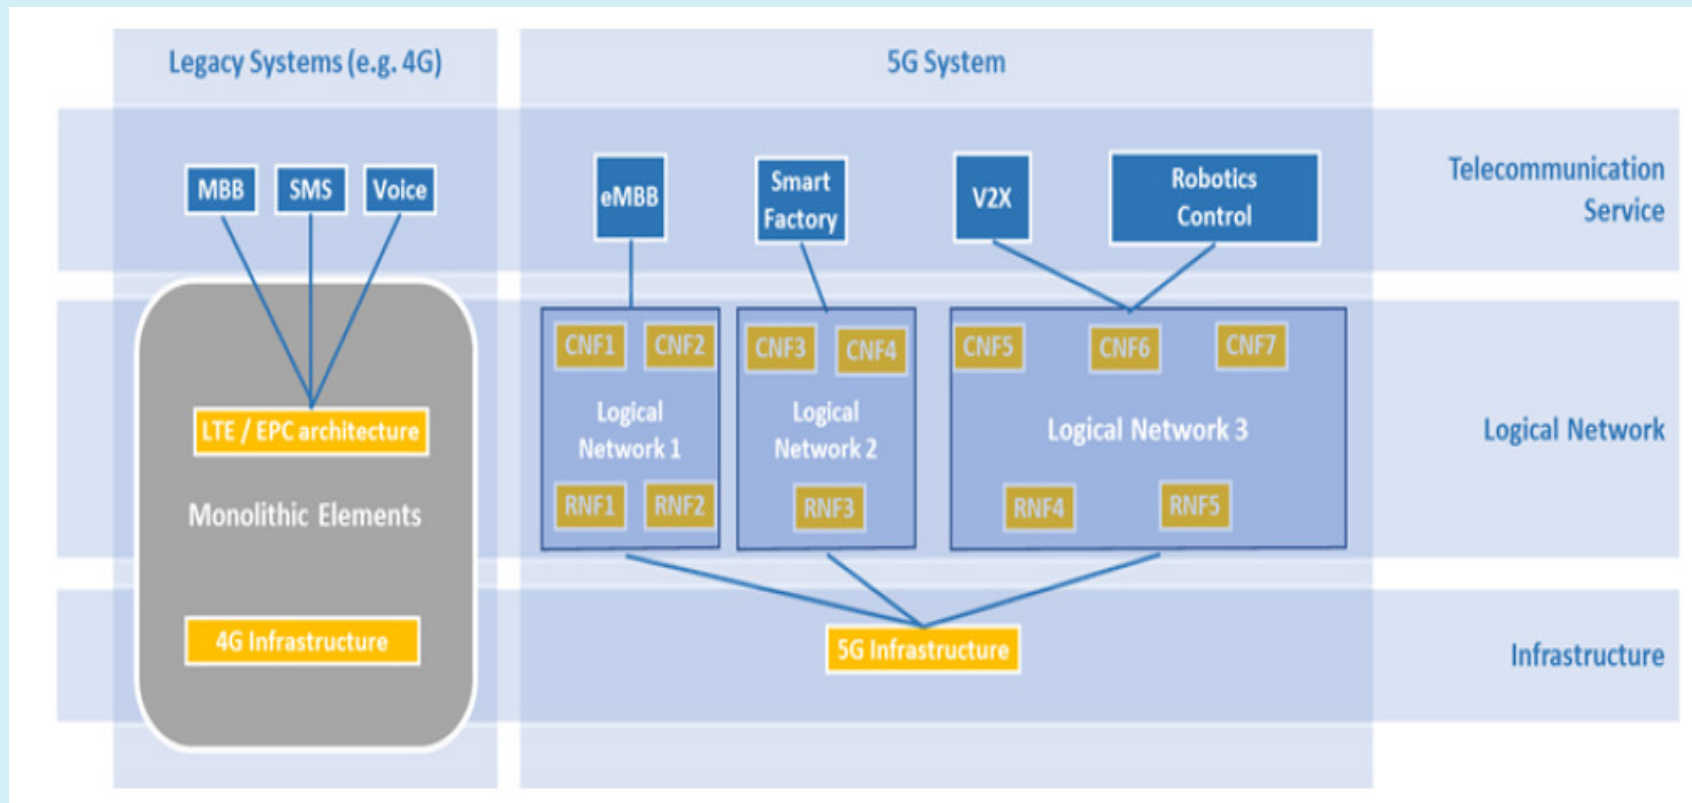 Legacy Systems (e.g. 4G)
5G System
MBB
SMS
Voice
eMBB
Smart
Factory
V2X
Robotics
Control
Telecommunication
Service
CNF1
CNF2
CNF3
CNF4
CNF5
CNF6
CNF7
LTE / EPC architecture
Logical
Network 1
Logical
Network 2
Logical Network 3
Logical Network
Monolithic Elements
RNF1
RNF2
RNF3
RNF4
RNF5
4G Infrastructure
5G Infrastructure
Infrastructure